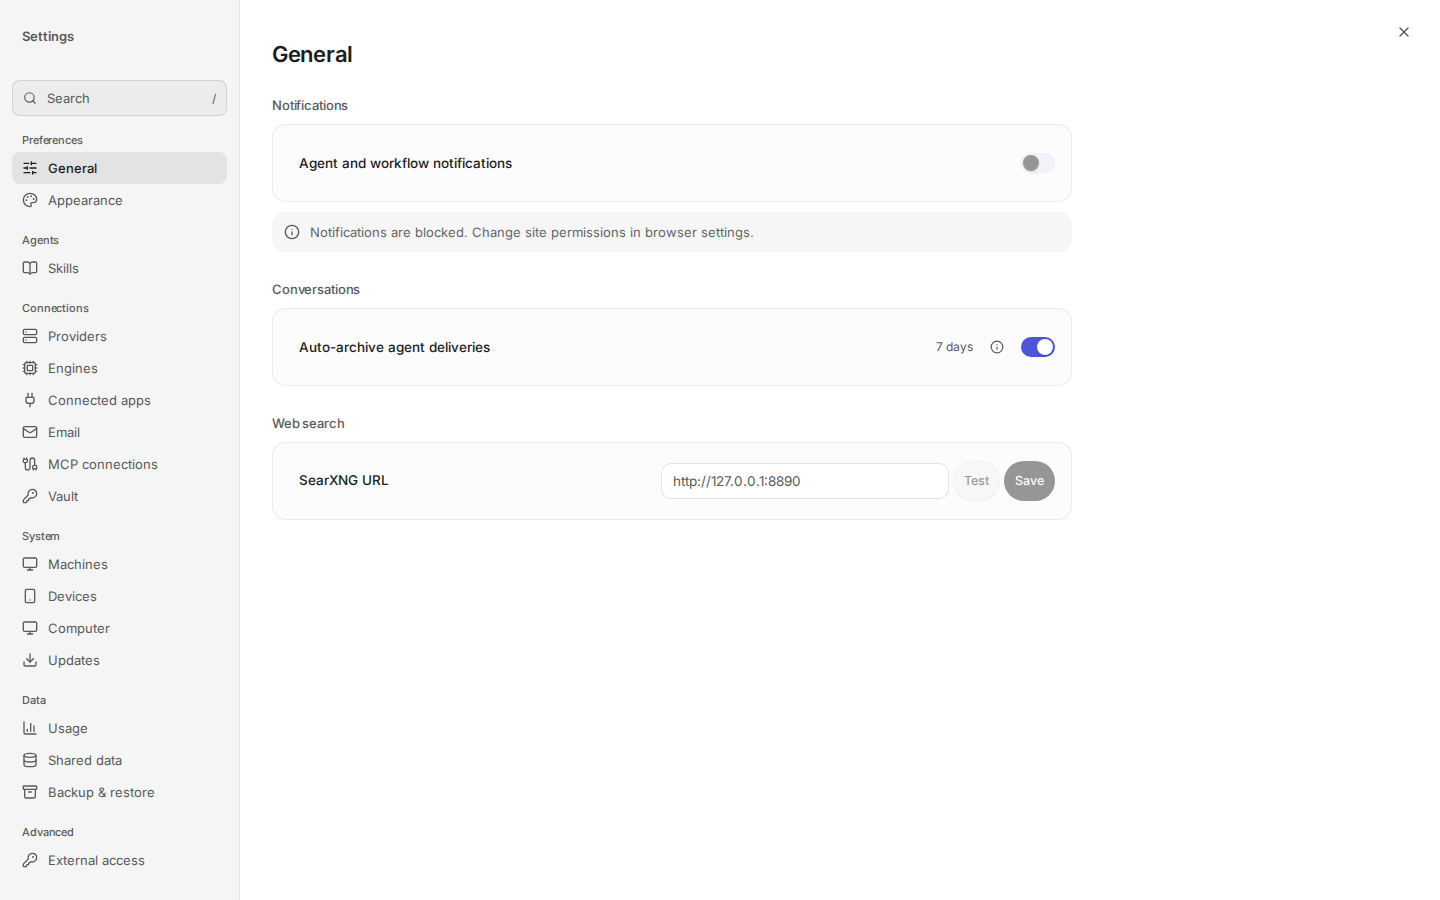 Settings
Search /
Preferences
General
Appearance
Agents
Skills
Connections
Providers
Engines
Connected apps
Email
MCP connections
Vault
System
Machines
Devices
Computer
Updates
Data
Usage
Shared data
Backup & restore
Advanced
External access
General
Notifications
Agent and workflow notifications
Notifications are blocked. Change site permissions in browser settings.
Conversations
Auto-archive agent deliveries 7 days
Web search
SearXNG URL http://127.0.0.1:8890 Test Save